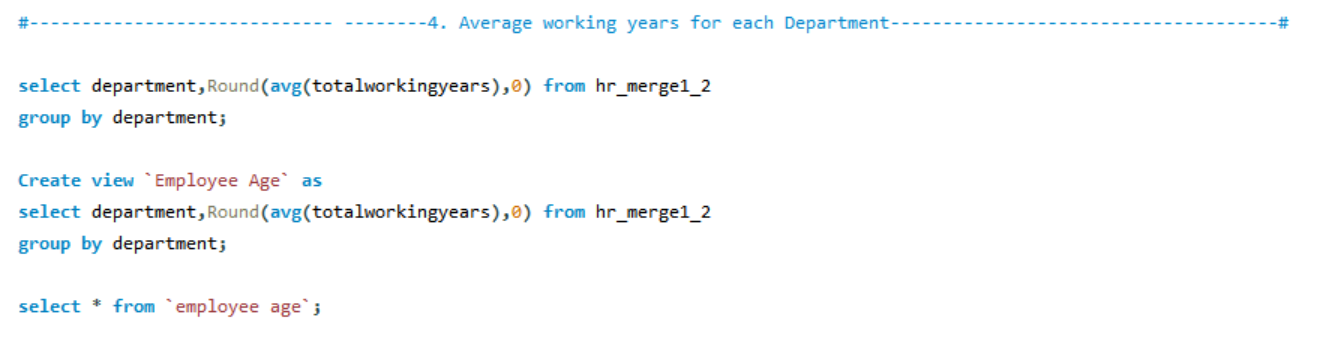 #----------------------------- --------4. Average working years for each Department-------------------------------------#
select department,Round(avg(totalworkingyears),0) from hr_merge1_2
group by department;
Create view `Employee Age` as
select department,Round(avg(totalworkingyears),0) from hr_merge1_2
group by department;
select * from `employee age`;